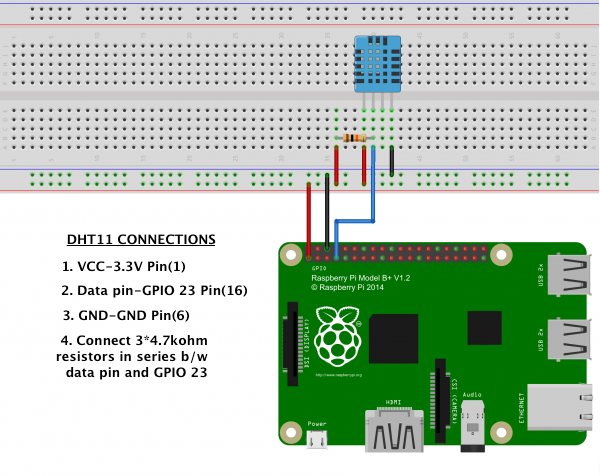 DHT11 CONNECTIONS
1. VCC-3.3V Pin(1)
2. Data pin-GPIO 23 Pin(16)
3. GND-GND Pin(6)
4. Connect 3*4.7kohm
resistors in series b/w
data pin and GPIO 23
GPIO
Raspberry Pi Model B+ V1.2
© Raspberry Pi 2014
DSI (DISPLAY)
http://www.raspberrypi.org
Power
HDMI
CSI (CAMERA)
Audio
ETHERNET
USB 2x
USB 2x